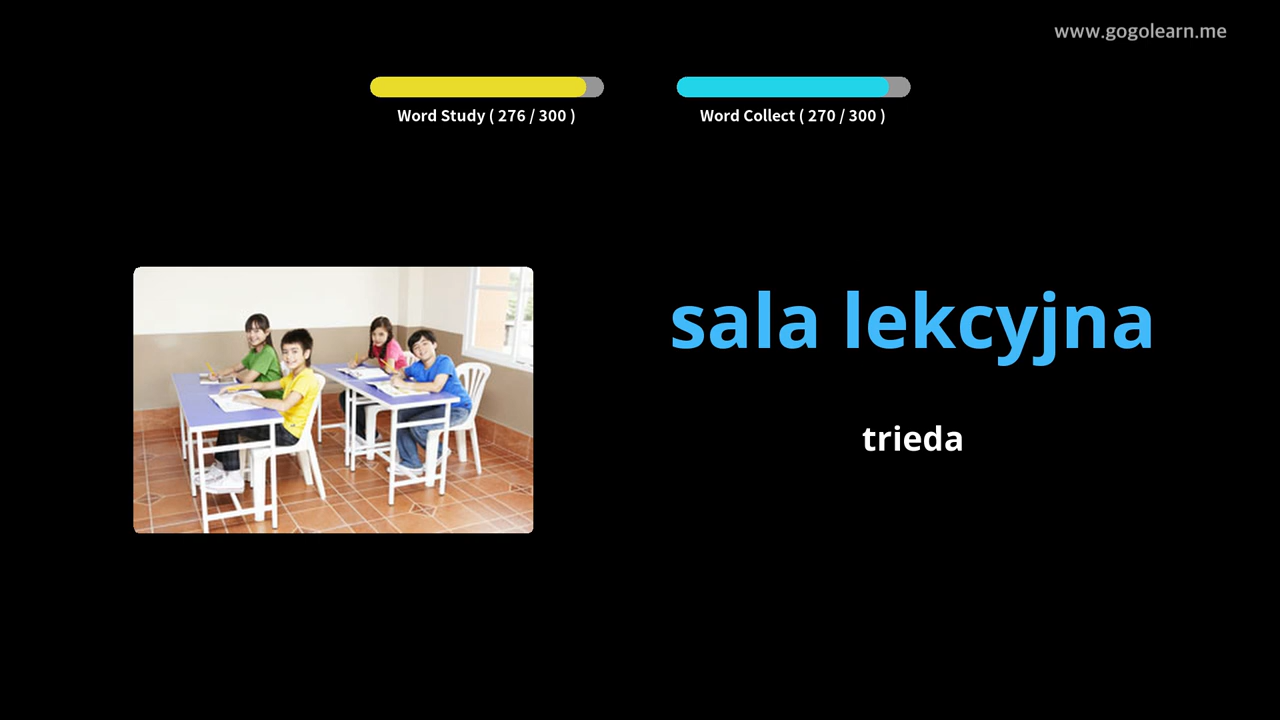 www.gogolearn.me
Word Study ( 276 / 300 )
Word Collect ( 270 / 300 )
sala lekcyjna
trieda